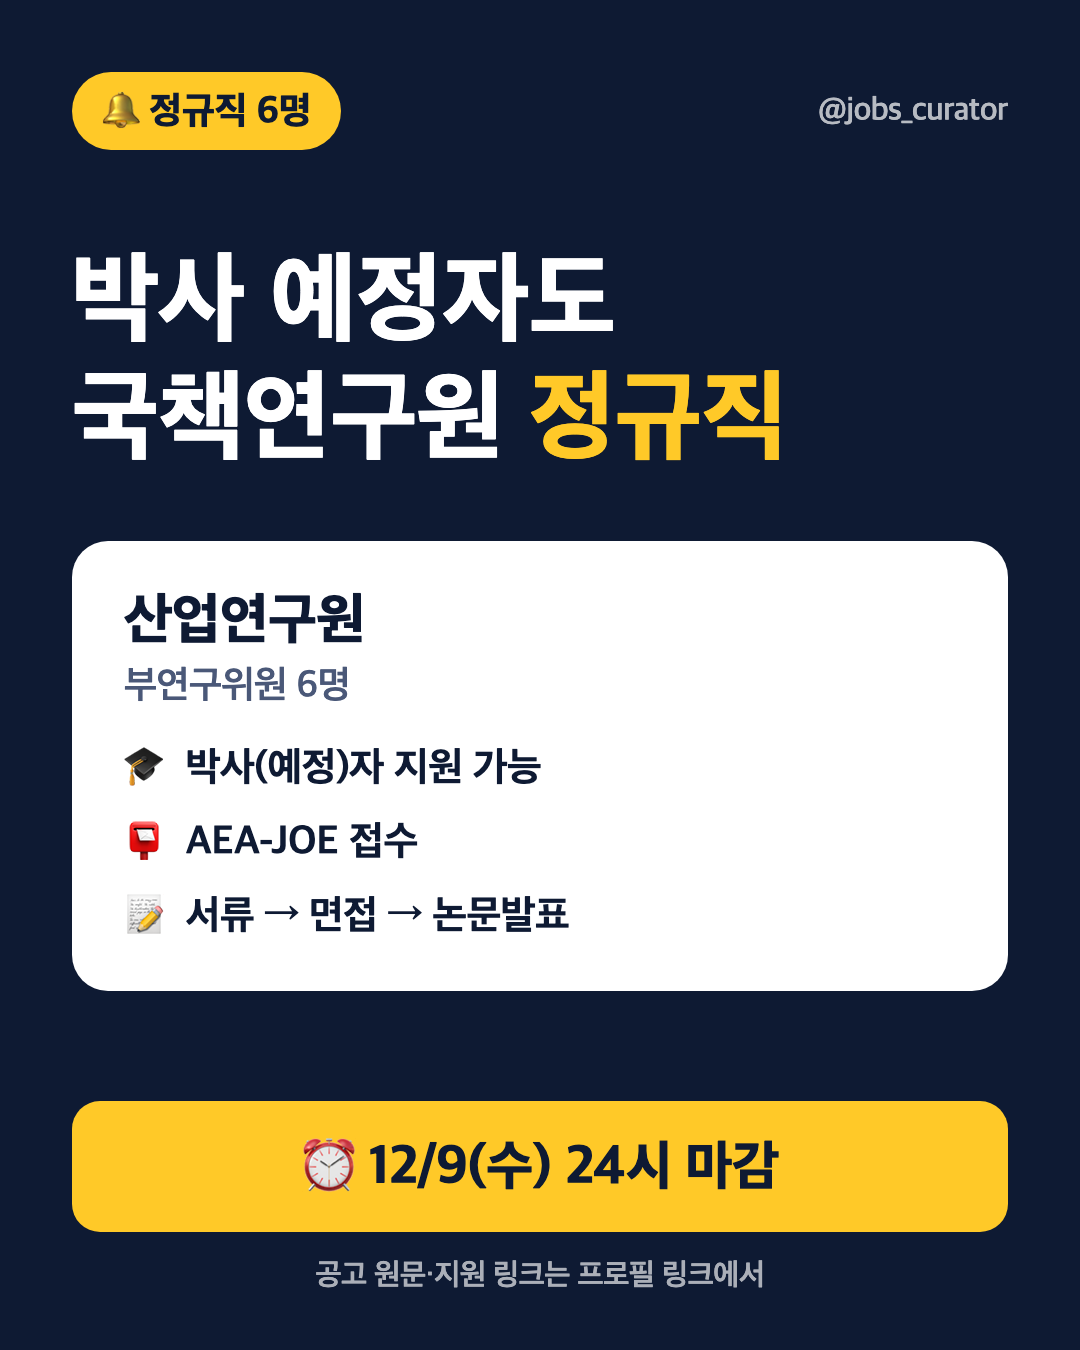 🔔 정규직 6명
@jobs_curator
박사 예정자도
국책연구원 정규직
산업연구원
부연구위원 6명
🎓 박사(예정)자 지원 가능
📮 AEA-JOE 접수
📝 서류 → 면접 → 논문발표
⏰ 12/9(수) 24시 마감
공고 원문·지원 링크는 프로필 링크에서